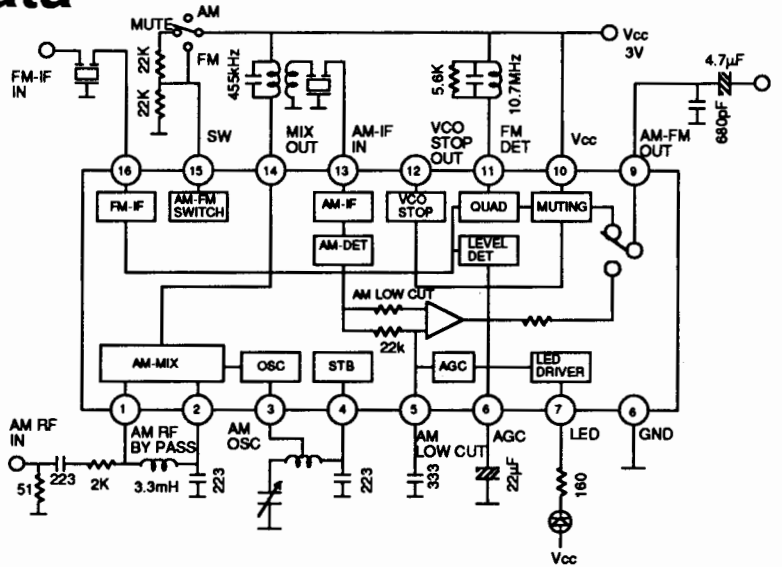 AM
MUTE
FM
FM-IF
IN
22K
22K
SW
455kHz
MIX
OUT
AM-IF
IN
VCO
STOP
OUT
5.6K
10.7MHz
FM
DET
Vcc
3V
Vcc
4.7μF
680pF
AM-FM
OUT
16
15
14
13
12
11
10
9
FM-IF
AM-FM
SWITCH
AM-IF
VCO
STOP
QUAD
MUTING
AM-DET
LEVEL
DET
AM LOW CUT
22k
AM-MIX
OSC
STB
AGC
LED
DRIVER
1
2
3
4
5
6
7
6
AM RF
IN
AM RF
BY PASS
AM
OSC
AM
LOW CUT
AGC
LED
GND
51
223
2K
3.3mH
223
223
333
22μF
160
Vcc